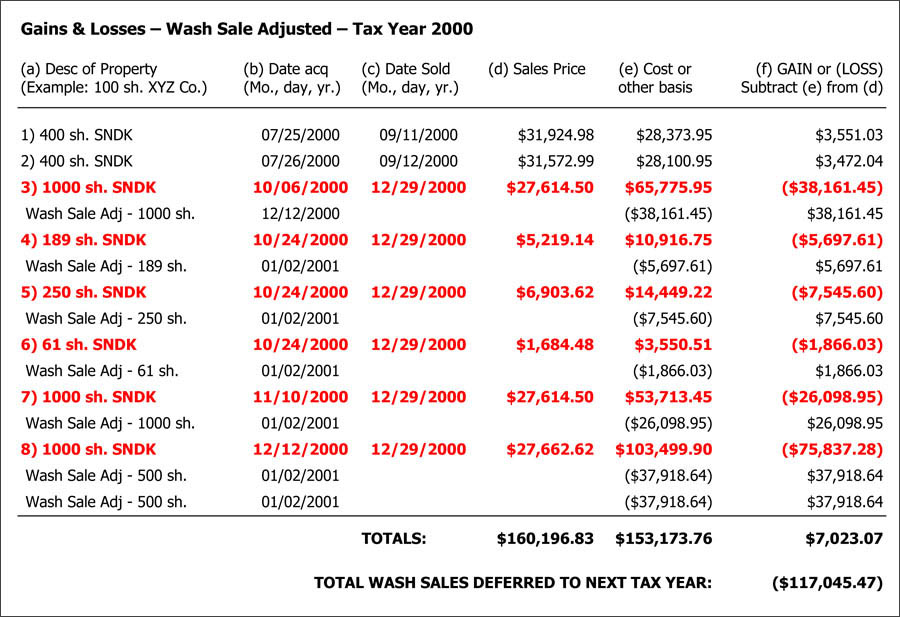 Gains & Losses – Wash Sale Adjusted – Tax Year 2000
(a) Desc of Property (b) Date acq (c) Date Sold (d) Sales Price (e) Cost or (f) GAIN or (LOSS)
(Example: 100 sh. XYZ Co.) (Mo., day, yr.) (Mo., day, yr.) other basis Subtract (e) from (d)
1) 400 sh. SNDK 07/25/2000 09/11/2000 $31,924.98 $28,373.95 $3,551.03
2) 400 sh. SNDK 07/26/2000 09/12/2000 $31,572.99 $28,100.95 $3,472.04
3) 1000 sh. SNDK 10/06/2000 12/29/2000 $27,614.50 $65,775.95 ($38,161.45)
Wash Sale Adj - 1000 sh. 12/12/2000 ($38,161.45) $38,161.45
4) 189 sh. SNDK 10/24/2000 12/29/2000 $5,219.14 $10,916.75 ($5,697.61)
Wash Sale Adj - 189 sh. 01/02/2001 ($5,697.61) $5,697.61
5) 250 sh. SNDK 10/24/2000 12/29/2000 $6,903.62 $14,449.22 ($7,545.60)
Wash Sale Adj - 250 sh. 01/02/2001 ($7,545.60) $7,545.60
6) 61 sh. SNDK 10/24/2000 12/29/2000 $1,684.48 $3,550.51 ($1,866.03)
Wash Sale Adj - 61 sh. 01/02/2001 ($1,866.03) $1,866.03
7) 1000 sh. SNDK 11/10/2000 12/29/2000 $27,614.50 $53,713.45 ($26,098.95)
Wash Sale Adj - 1000 sh. 01/02/2001 ($26,098.95) $26,098.95
8) 1000 sh. SNDK 12/12/2000 12/29/2000 $27,662.62 $103,499.90 ($75,837.28)
Wash Sale Adj - 500 sh. 01/02/2001 ($37,918.64) $37,918.64
Wash Sale Adj - 500 sh. 01/02/2001 ($37,918.64) $37,918.64
TOTALS: $160,196.83 $153,173.76 $7,023.07
TOTAL WASH SALES DEFERRED TO NEXT TAX YEAR: ($117,045.47)